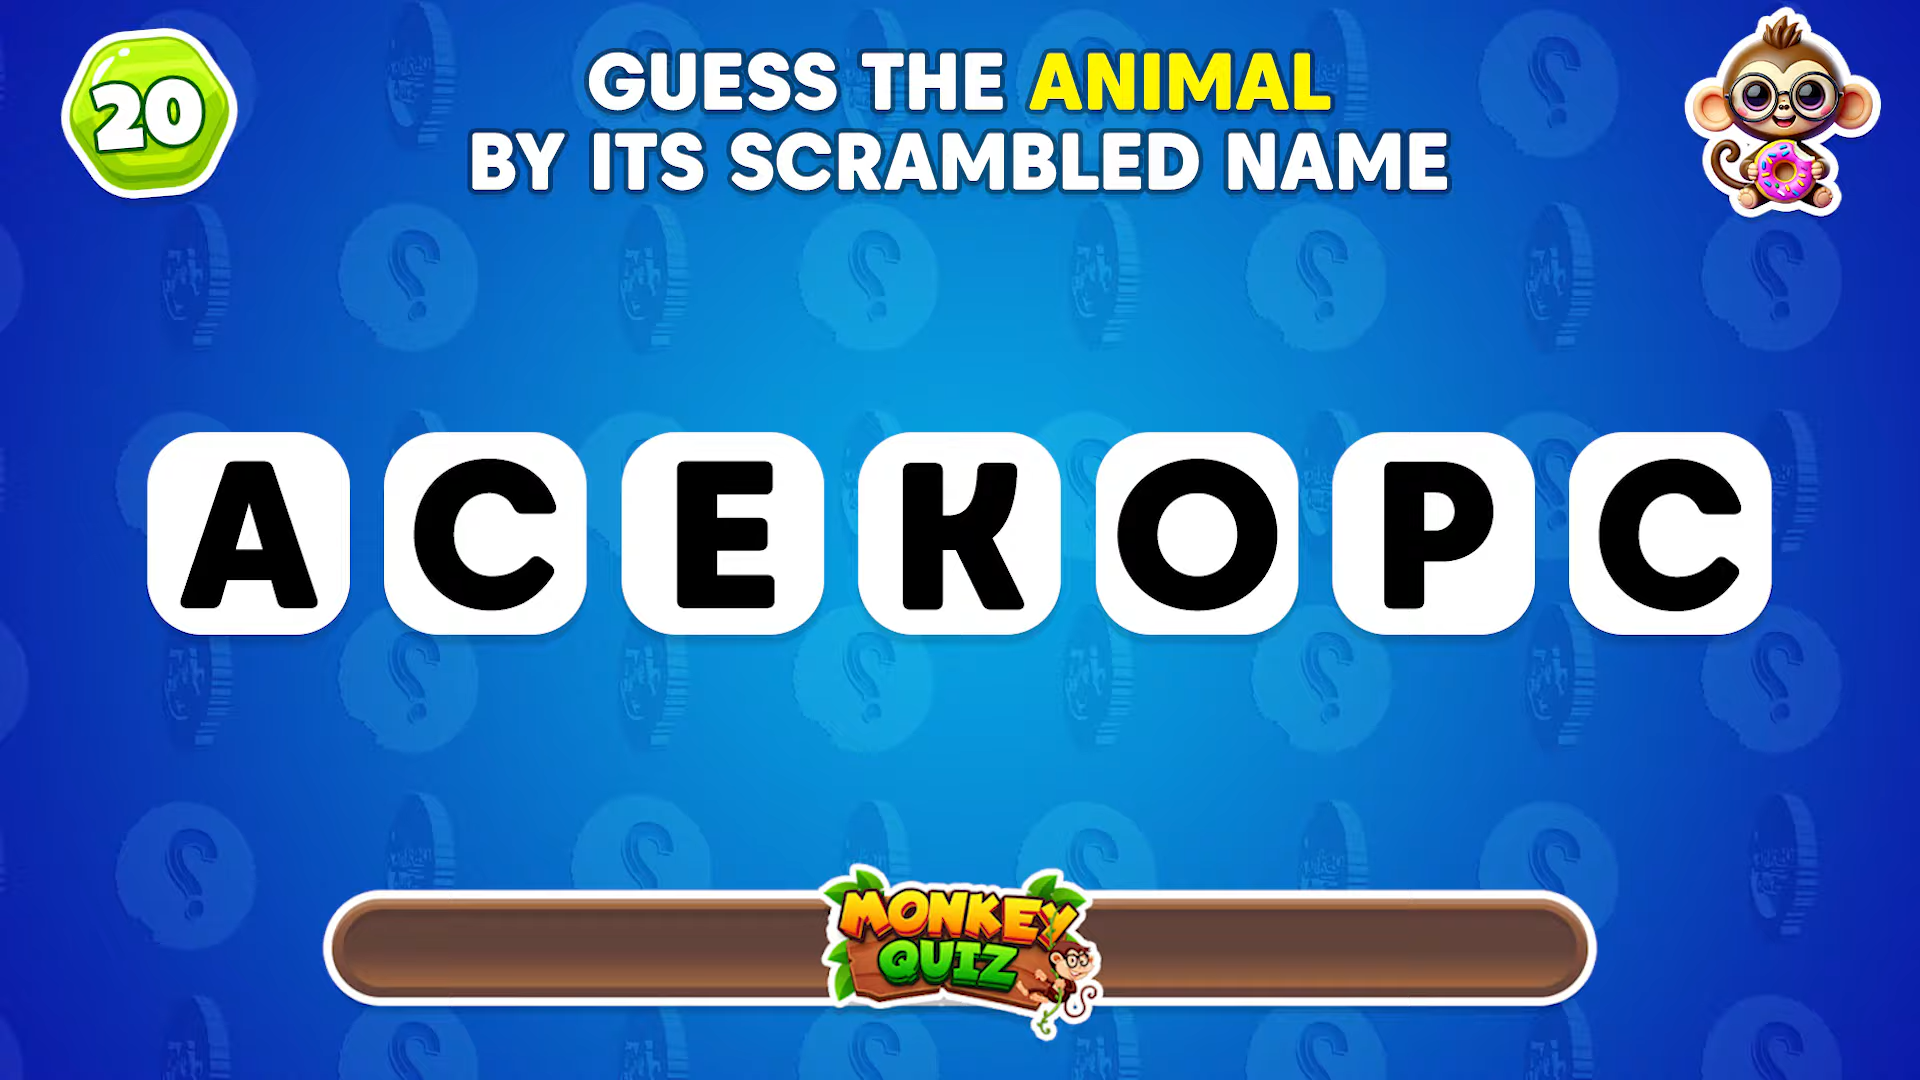 20
GUESS THE ANIMAL
BY ITS SCRAMBLED NAME
A C E K O P C
MONKEY
QUIZ